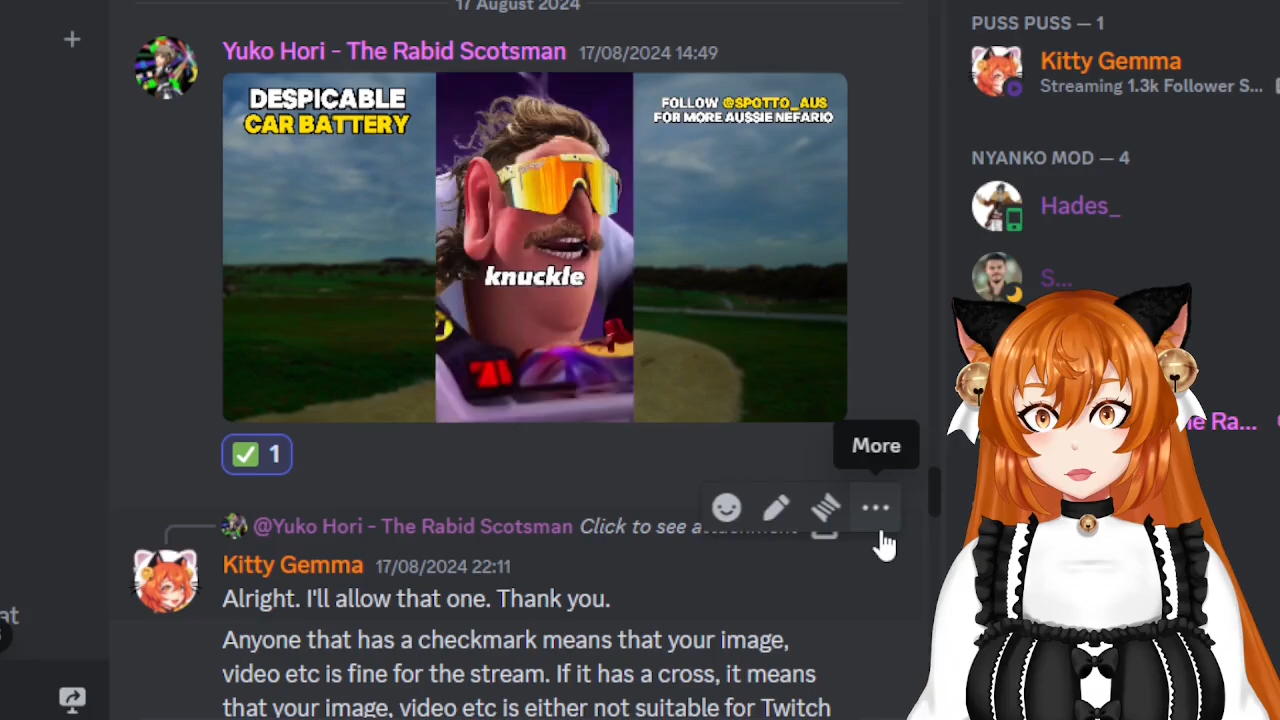 17 August 2024
Yuko Hori - The Rabid Scotsman 17/08/2024 14:49
DESPICABLE
CAR BATTERY
FOLLOW @SPOTTO_AUS
FOR MORE AUSSIE NEFARIO
knuckle
1
More
@Yuko Hori - The Rabid Scotsman Click to see attachment
Kitty Gemma 17/08/2024 22:11
Alright. I'll allow that one. Thank you.
Anyone that has a checkmark means that your image,
video etc is fine for the stream. If it has a cross, it means
that your image, video etc is either not suitable for Twitch
at
PUSS PUSS — 1
Kitty Gemma
Streaming 1.3k Follower S...
NYANKO MOD — 4
Hades_
S...
e Ra...